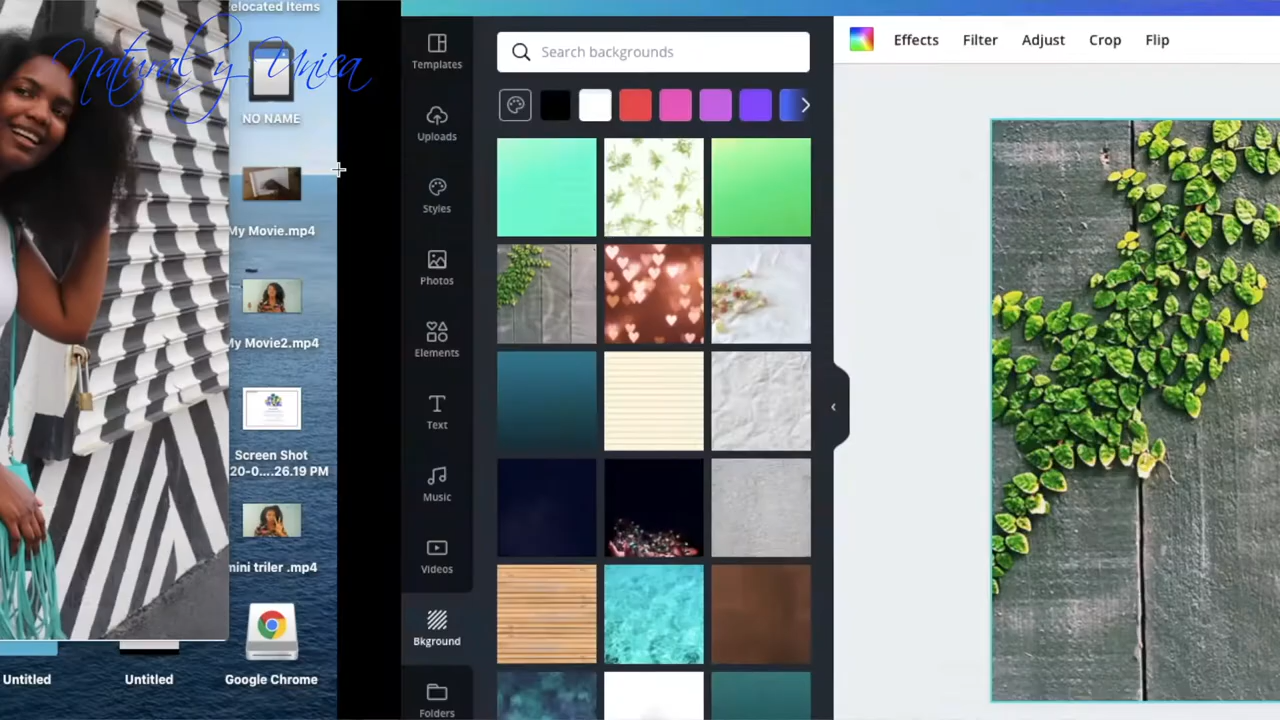 Relocated Items
Natural y Unica
NO NAME
My Movie.mp4
My Movie2.mp4
Screen Shot
20-0....26.19 PM
mini triler .mp4
Untitled
Untitled
Google Chrome
Templates
Uploads
Styles
Photos
Elements
Text
Music
Videos
Bkground
Folders
Search backgrounds
Effects
Filter
Adjust
Crop
Flip